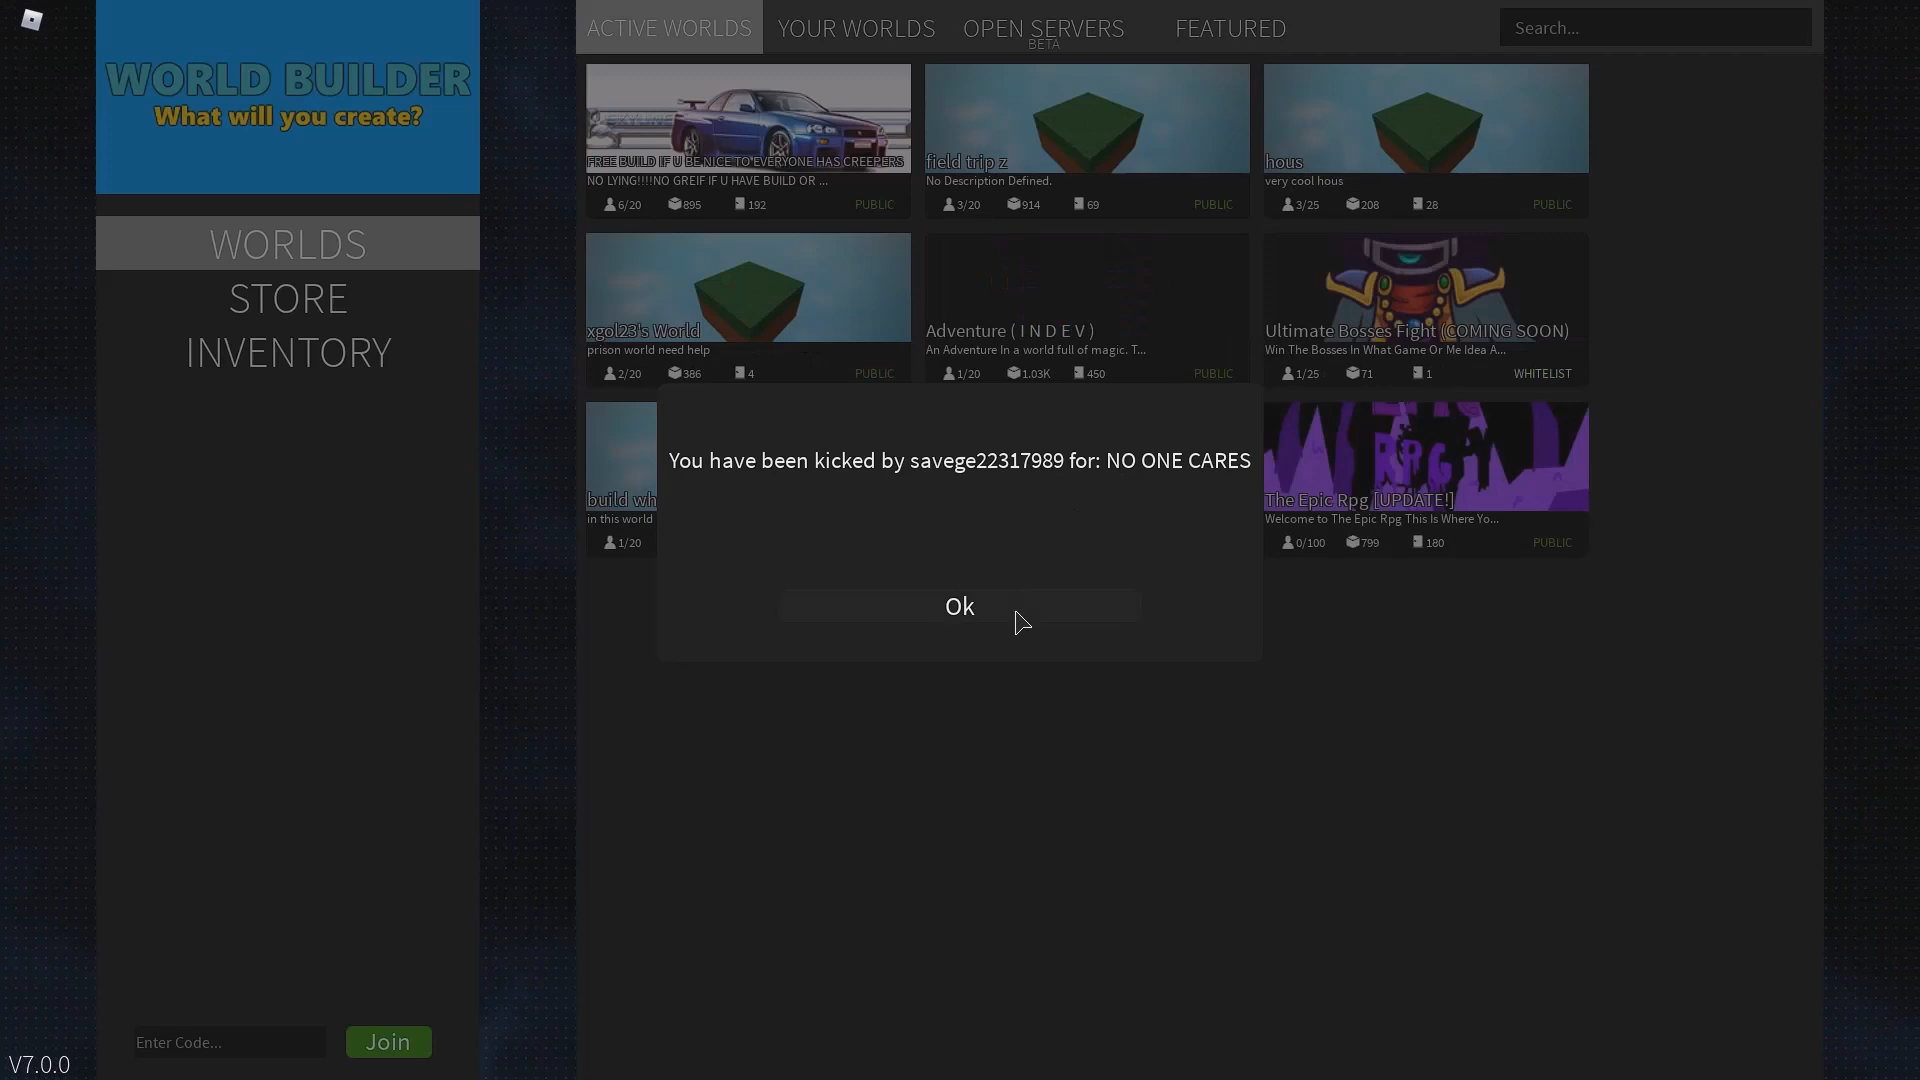 WORLD BUILDER
What will you create?
WORLDS
STORE
INVENTORY
Enter Code...
Join
V7.0.0
ACTIVE WORLDS
YOUR WORLDS
OPEN SERVERS
BETA
FEATURED
Search...
SKYLINE
FREE BUILD IF U BE NICE TO EVERYONE HAS CREEPERS
NO LYING!!!!NO GREIF IF U HAVE BUILD OR ...
6/20 895 192 PUBLIC
field trip z
No Description Defined.
3/20 914 69 PUBLIC
hous
very cool hous
3/25 208 28 PUBLIC
xgol23's World
prison world need help
2/20 386 4 PUBLIC
Adventure ( I N D E V )
An Adventure In a world full of magic. T...
1/20 1.03K 450 PUBLIC
Ultimate Bosses Fight (COMING SOON)
Win The Bosses In What Game Or Me Idea A...
1/25 71 1 WHITELIST
build wh
in this world
1/20
RPG
The Epic Rpg [UPDATE!]
Welcome to The Epic Rpg This Is Where Yo...
0/100 799 180 PUBLIC
You have been kicked by savege22317989 for: NO ONE CARES
Ok